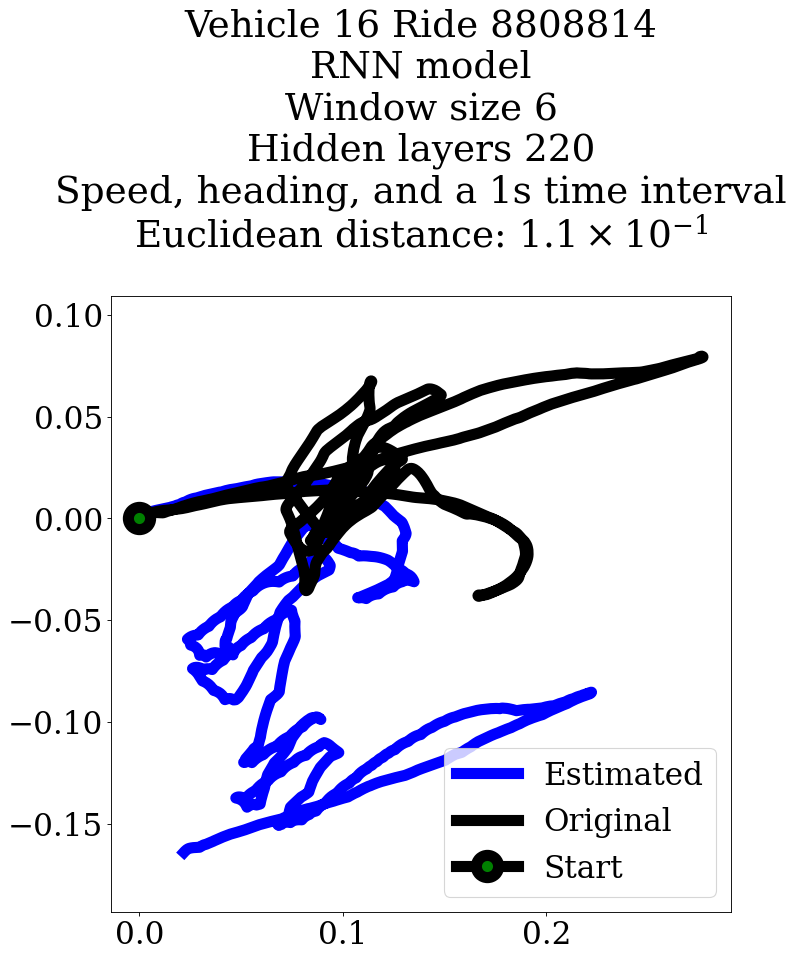 Vehicle 16 Ride 8808814
RNN model
Window size 6
Hidden layers 220
Speed, heading, and a 1s time interval
Euclidean distance: 1.1 × 10⁻¹
0.10
0.05
0.00
−0.05
−0.10
−0.15
Estimated
Original
Start
0.0 0.1 0.2